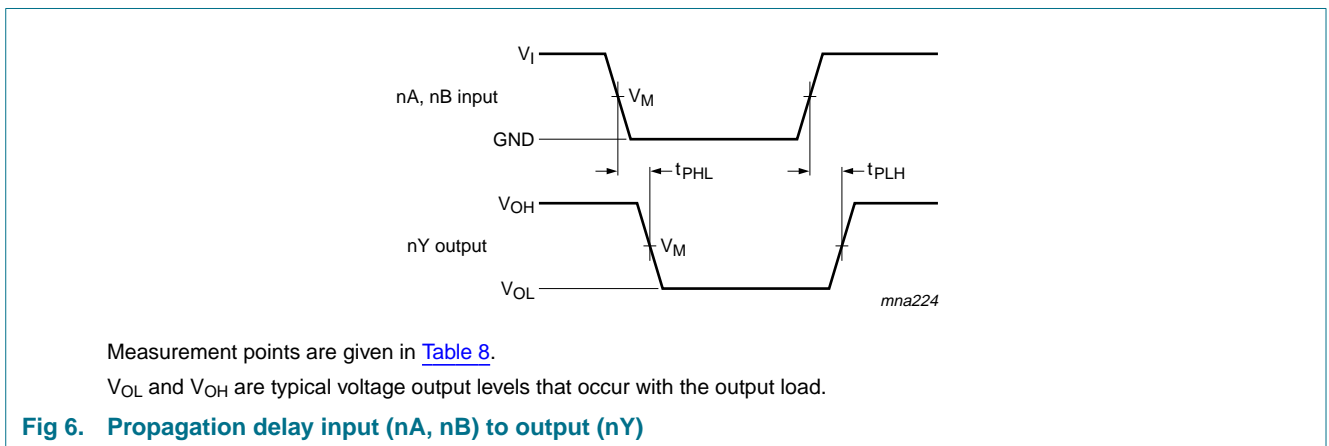 VI
nA, nB input
VM
GND
tPHL
tPLH
VOH
nY output
VM
VOL
mna224
Measurement points are given in Table 8.
VOL and VOH are typical voltage output levels that occur with the output load.
Fig 6. Propagation delay input (nA, nB) to output (nY)